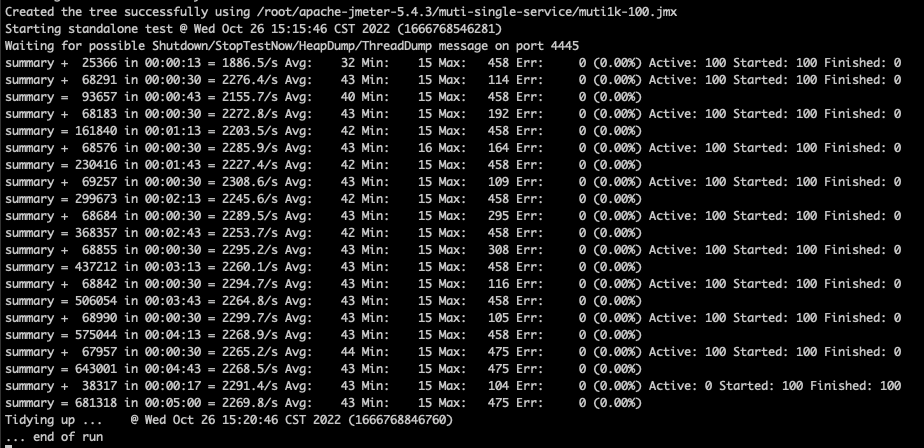 Created the tree successfully using /root/apache-jmeter-5.4.3/muti-single-service/muti1k-100.jmx
Starting standalone test @ Wed Oct 26 15:15:46 CST 2022 (1666768546281)
Waiting for possible Shutdown/StopTestNow/HeapDump/ThreadDump message on port 4445
summary +  25366 in 00:00:13 = 1886.5/s Avg:    32 Min:    15 Max:   458 Err:     0 (0.00%) Active: 100 Started: 100 Finished: 0
summary +  68291 in 00:00:30 = 2276.4/s Avg:    43 Min:    15 Max:   114 Err:     0 (0.00%) Active: 100 Started: 100 Finished: 0
summary =  93657 in 00:00:43 = 2155.7/s Avg:    40 Min:    15 Max:   458 Err:     0 (0.00%)
summary +  68183 in 00:00:30 = 2272.8/s Avg:    43 Min:    15 Max:   192 Err:     0 (0.00%) Active: 100 Started: 100 Finished: 0
summary = 161840 in 00:01:13 = 2203.5/s Avg:    42 Min:    15 Max:   458 Err:     0 (0.00%)
summary +  68576 in 00:00:30 = 2285.9/s Avg:    43 Min:    16 Max:   164 Err:     0 (0.00%) Active: 100 Started: 100 Finished: 0
summary = 230416 in 00:01:43 = 2227.4/s Avg:    42 Min:    15 Max:   458 Err:     0 (0.00%)
summary +  69257 in 00:00:30 = 2308.6/s Avg:    43 Min:    15 Max:   109 Err:     0 (0.00%) Active: 100 Started: 100 Finished: 0
summary = 299673 in 00:02:13 = 2245.6/s Avg:    42 Min:    15 Max:   458 Err:     0 (0.00%)
summary +  68684 in 00:00:30 = 2289.5/s Avg:    43 Min:    15 Max:   295 Err:     0 (0.00%) Active: 100 Started: 100 Finished: 0
summary = 368357 in 00:02:43 = 2253.7/s Avg:    42 Min:    15 Max:   458 Err:     0 (0.00%)
summary +  68855 in 00:00:30 = 2295.2/s Avg:    43 Min:    15 Max:   308 Err:     0 (0.00%) Active: 100 Started: 100 Finished: 0
summary = 437212 in 00:03:13 = 2260.1/s Avg:    43 Min:    15 Max:   458 Err:     0 (0.00%)
summary +  68842 in 00:00:30 = 2294.7/s Avg:    43 Min:    15 Max:   116 Err:     0 (0.00%) Active: 100 Started: 100 Finished: 0
summary = 506054 in 00:03:43 = 2264.8/s Avg:    43 Min:    15 Max:   458 Err:     0 (0.00%)
summary +  68990 in 00:00:30 = 2299.7/s Avg:    43 Min:    15 Max:   105 Err:     0 (0.00%) Active: 100 Started: 100 Finished: 0
summary = 575044 in 00:04:13 = 2268.9/s Avg:    43 Min:    15 Max:   458 Err:     0 (0.00%)
summary +  67957 in 00:00:30 = 2265.2/s Avg:    44 Min:    15 Max:   475 Err:     0 (0.00%) Active: 100 Started: 100 Finished: 0
summary = 643001 in 00:04:43 = 2268.5/s Avg:    43 Min:    15 Max:   475 Err:     0 (0.00%)
summary +  38317 in 00:00:17 = 2291.4/s Avg:    43 Min:    15 Max:   104 Err:     0 (0.00%) Active: 0 Started: 100 Finished: 100
summary = 681318 in 00:05:00 = 2269.8/s Avg:    43 Min:    15 Max:   475 Err:     0 (0.00%)
Tidying up ...    @ Wed Oct 26 15:20:46 CST 2022 (1666768846760)
... end of run